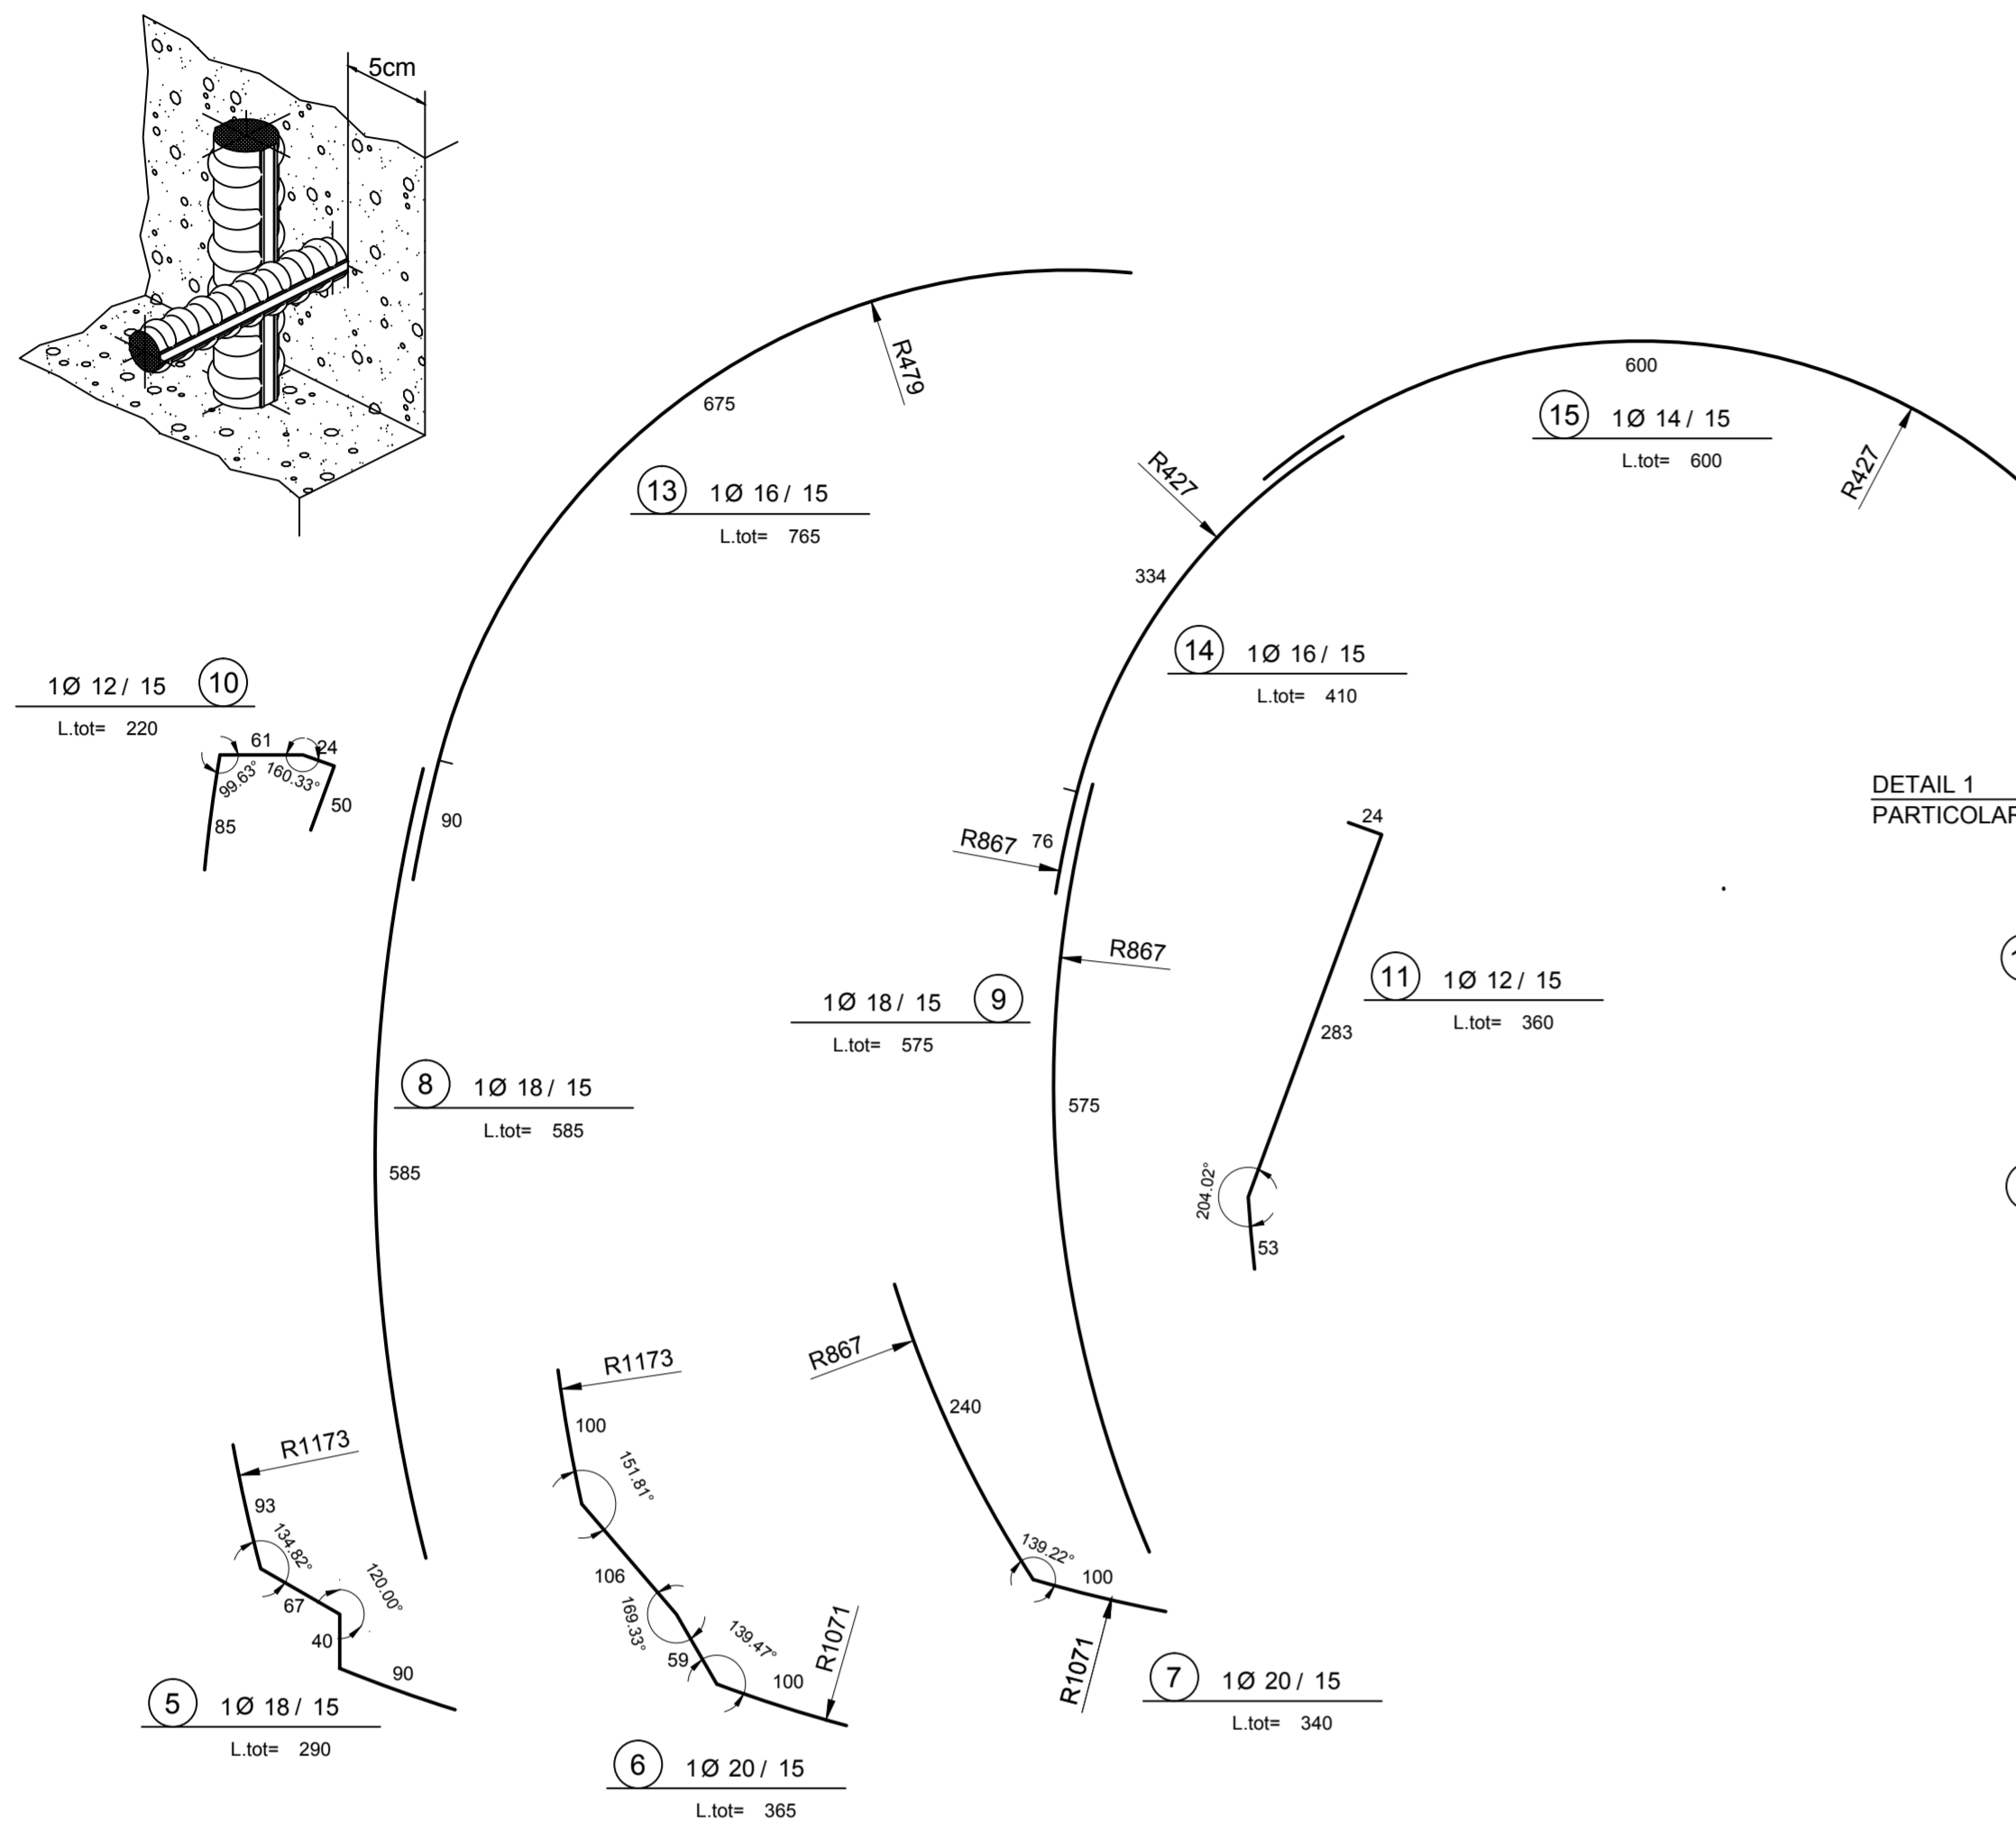 5cm
R479
675
13 1Ø 16 / 15
L.tot= 765
600
15 1Ø 14 / 15
L.tot= 600
R427
R427
334
14 1Ø 16 / 15
L.tot= 410
1Ø 12 / 15 10
L.tot= 220
61
24
99.63°
160.33°
50
85
90
R867
76
R867
24
DETAIL 1
11 1Ø 12 / 15
L.tot= 360
283
1Ø 18 / 15 9
L.tot= 575
8 1Ø 18 / 15
L.tot= 585
575
585
204.02°
53
R867
240
R1173
100
151.81°
R1173
93
134.82°
120.00°
67
40
90
106
169.33°
59
139.47°
100
R1071
139.22°
100
R1071
5 1Ø 18 / 15
L.tot= 290
6 1Ø 20 / 15
L.tot= 365
7 1Ø 20 / 15
L.tot= 340